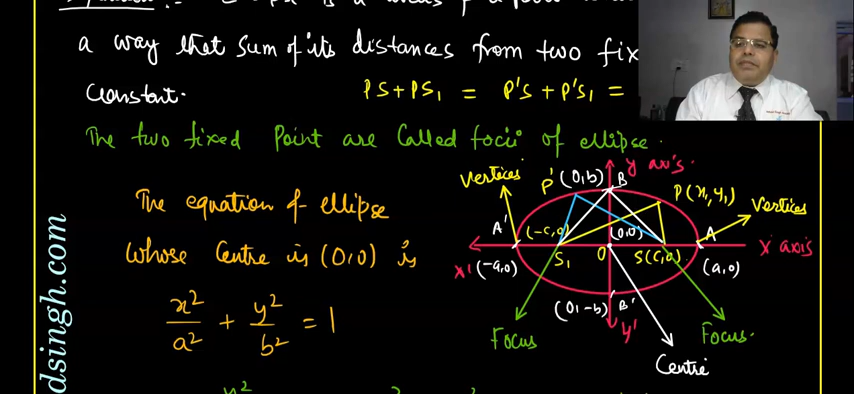 a way that sum of its distances from two
Constant. PS + PS₁ = P'S + P'S₁ =
The two fixed Point are called focii of ellipse.
The equation of ellipse
whose Centre is (0,0) is
x²/a² + y²/b² = 1
y axis
Vertices
P' (0,b) B
P(x₁,y₁)
Vertices
A' (-c,0) (0,0) A
x' (-a,0) S₁ O S(c,0) (a,0) x axis
(0,-b) B'
y'
Focus
Focus.
Centre
dsingh.com